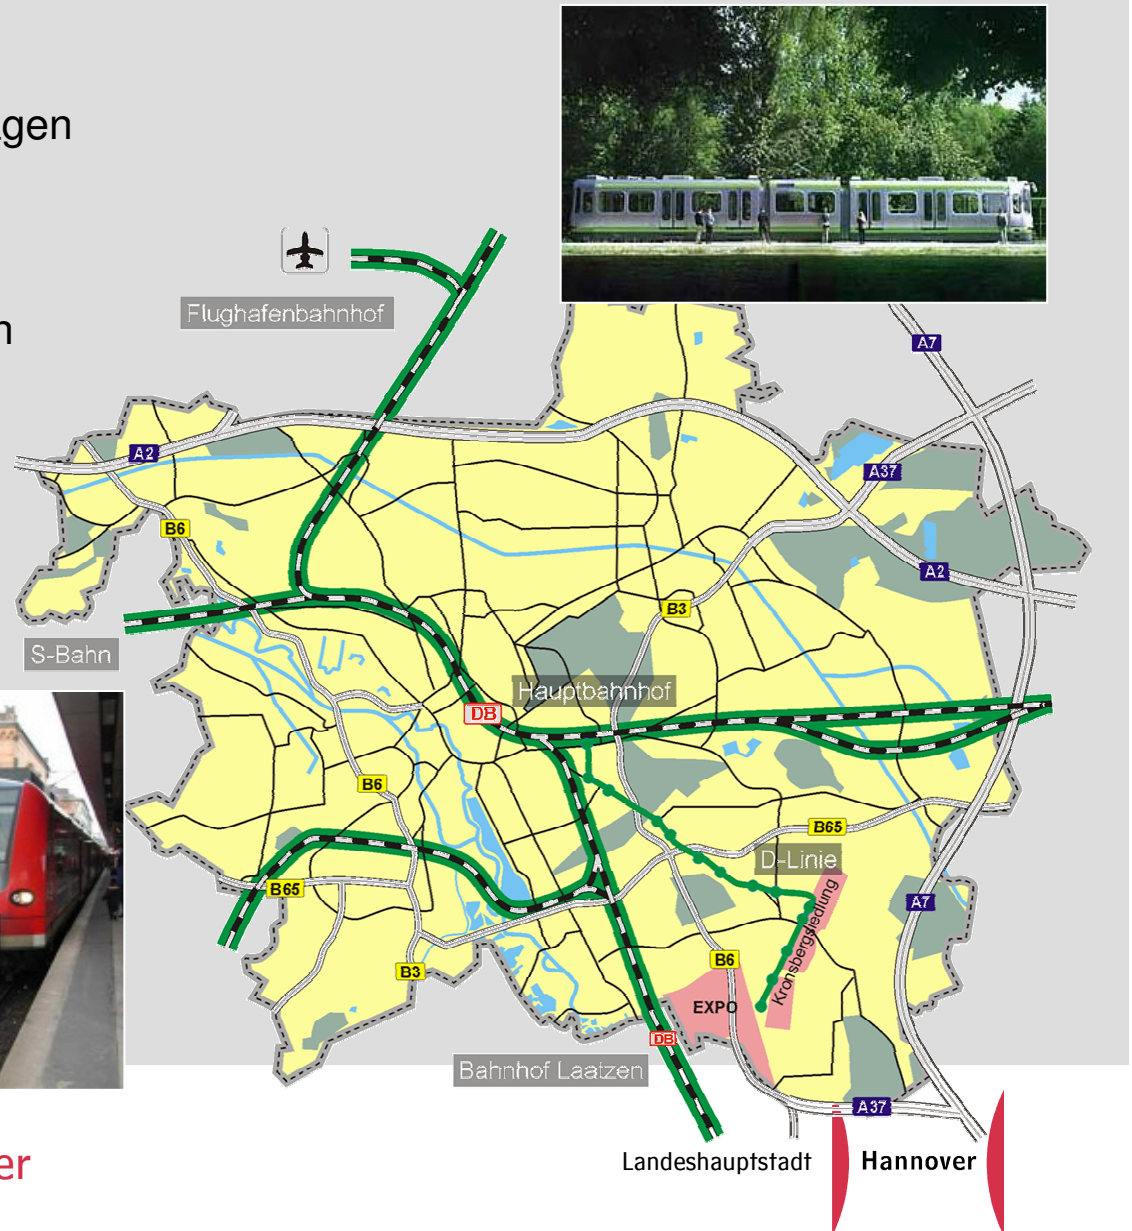 agen
n
Flughafenbahnhof
A7
A2
A37
B6
A2
B3
S-Bahn
Hauptbahnhof
DB
B6
B65
D-Linie
B65
Kronsbergsiedlung
A7
B6
B3
EXPO
DB
Bahnhof Laatzen
A37
er
Landeshauptstadt Hannover